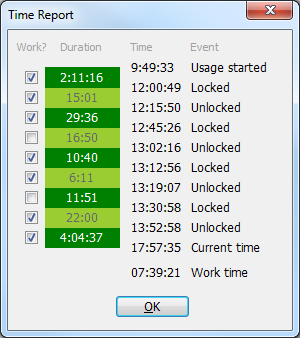 Time Report
Work? Duration Time Event
9:49:33 Usage started
2:11:16
12:00:49 Locked
15:01
12:15:50 Unlocked
29:36
12:45:26 Locked
16:50
13:02:16 Unlocked
10:40
13:12:56 Locked
6:11
13:19:07 Unlocked
11:51
13:30:58 Locked
22:00
13:52:58 Unlocked
4:04:37
17:57:35 Current time
07:39:21 Work time
OK